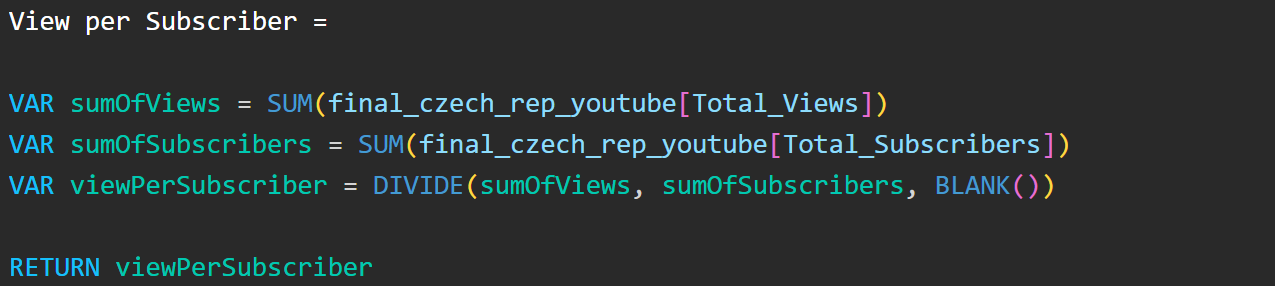 View per Subscriber =
VAR sumOfViews = SUM(final_czech_rep_youtube[Total_Views])
VAR sumOfSubscribers = SUM(final_czech_rep_youtube[Total_Subscribers])
VAR viewPerSubscriber = DIVIDE(sumOfViews, sumOfSubscribers, BLANK())
RETURN viewPerSubscriber